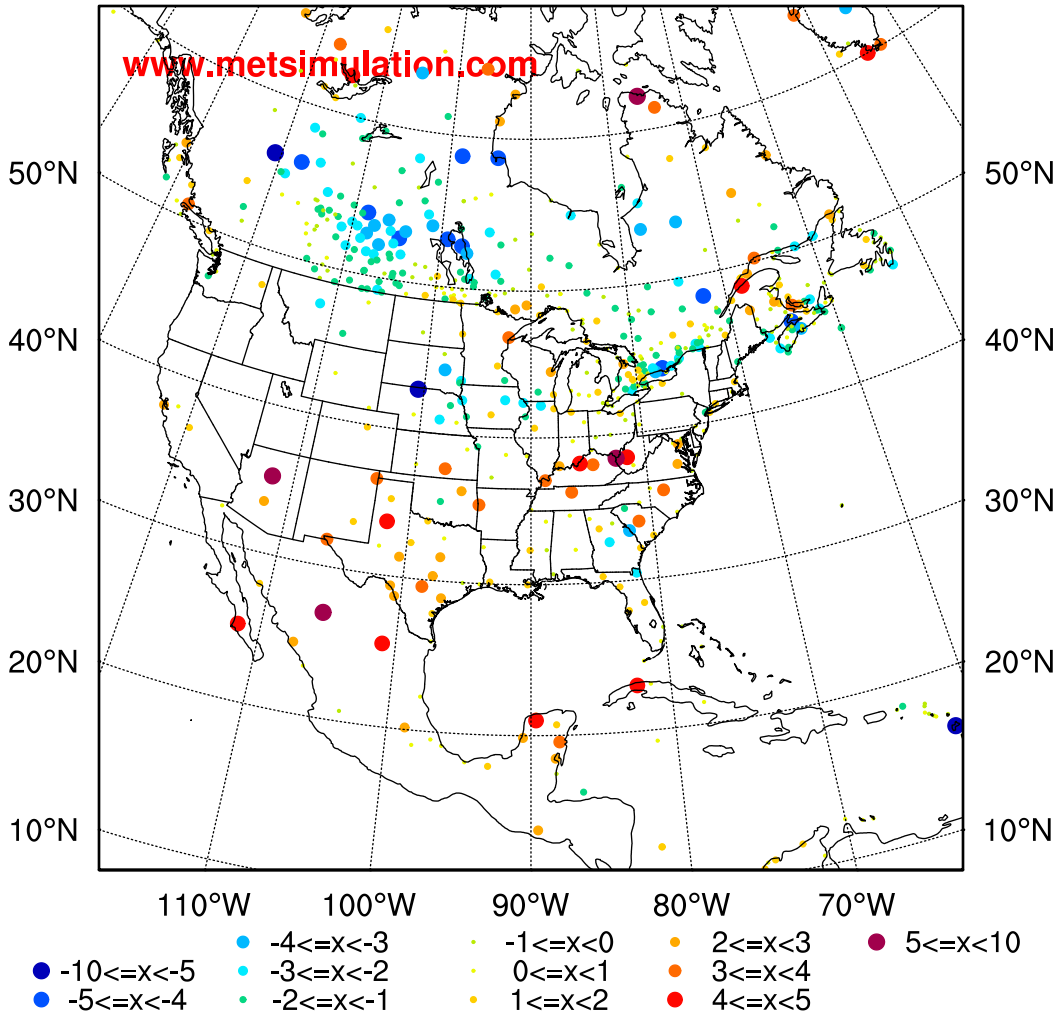 www.metsimulation.com
50°N 50°N
40°N 40°N
30°N 30°N
20°N 20°N
10°N 10°N
110°W 100°W 90°W 80°W 70°W
-4<=x<-3 -1<=x<0 2<=x<3 5<=x<10
-10<=x<-5 -3<=x<-2 0<=x<1 3<=x<4
-5<=x<-4 -2<=x<-1 1<=x<2 4<=x<5